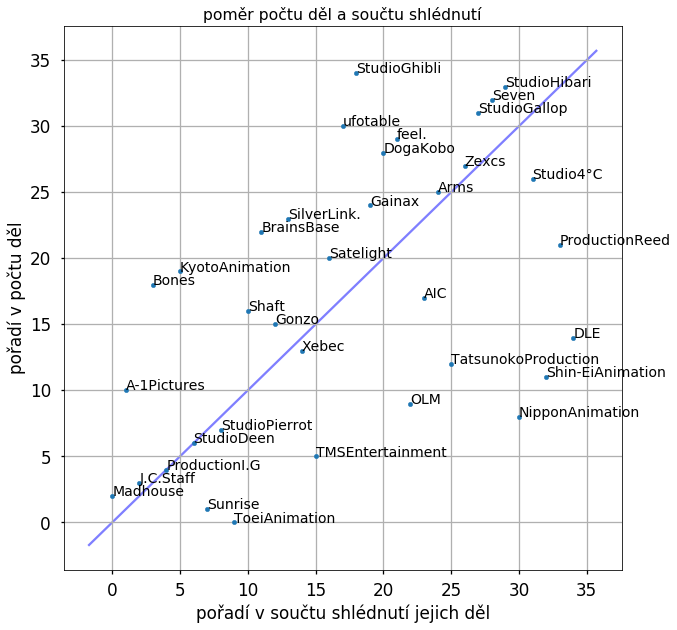 poměr počtu děl a součtu shlédnutí
35
StudioGhibli
StudioHibari
Seven
StudioGallop
30
ufotable
feel.
DogaKobo
Zexcs
Studio4°C
25
Arms
Gainax
SilverLink.
BrainsBase
ProductionReed
20
Satelight
KyotoAnimation
Bones
AIC
Shaft
15
Gonzo
DLE
Xebec
TatsunokoProduction
Shin-EiAnimation
10
A-1Pictures
OLM
NipponAnimation
StudioPierrot
StudioDeen
5
TMSEntertainment
ProductionI.G
J.C.Staff
Madhouse
Sunrise
0
ToeiAnimation
pořadí v počtu děl
0 5 10 15 20 25 30 35
pořadí v součtu shlédnutí jejich děl